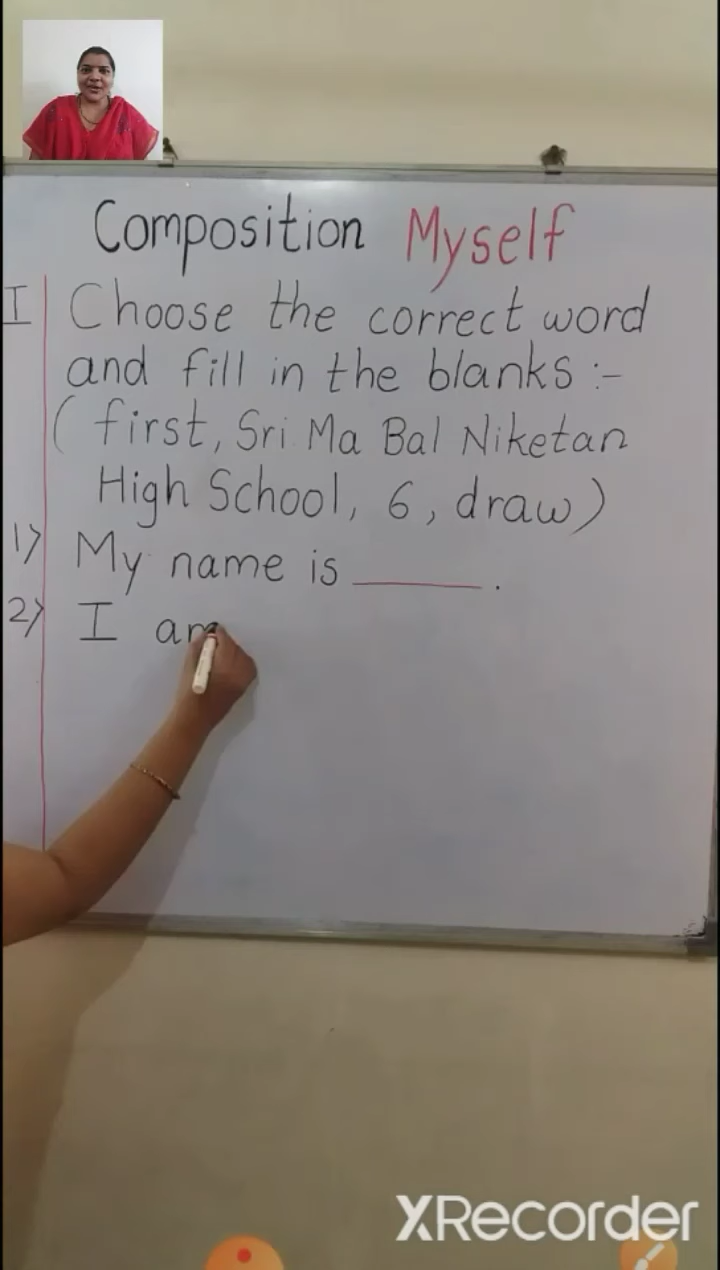 Composition Myself
I Choose the correct word
and fill in the blanks :-
( first, Sri Ma Bal Niketan
High School, 6, draw )
1) My name is ______ .
2) I am
XRecorder